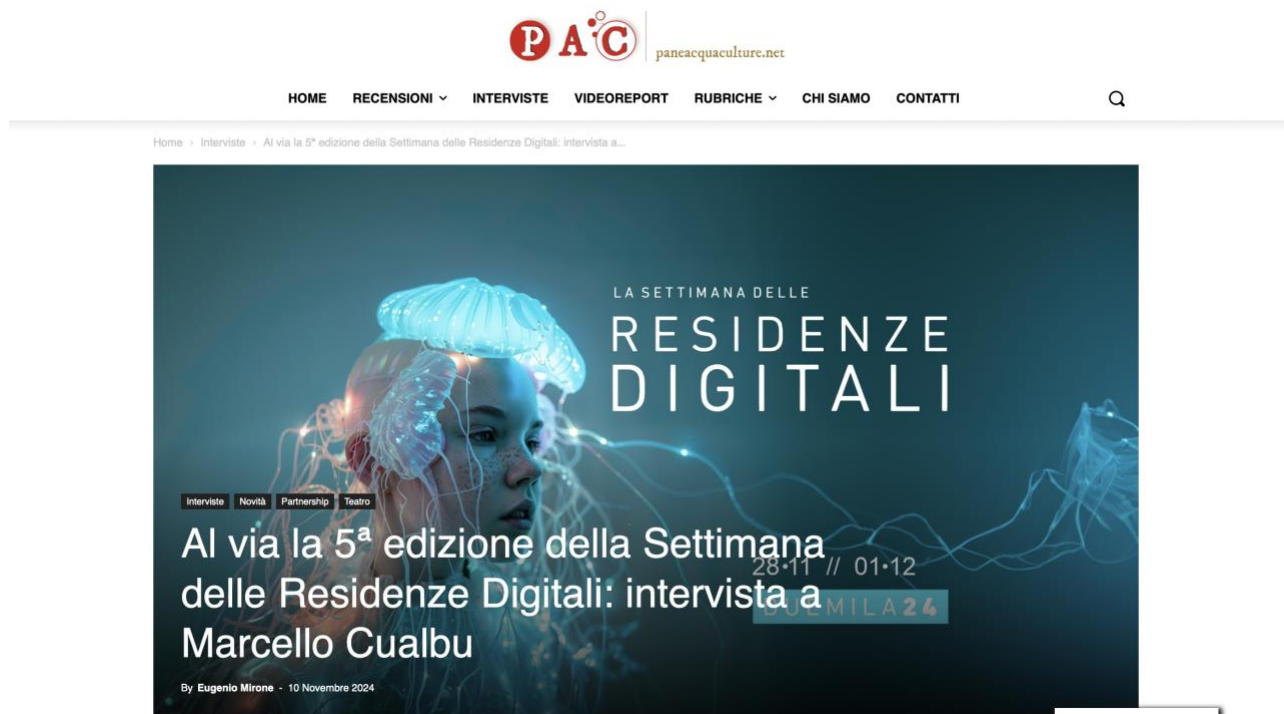 PAC
paneacquaculture.net
HOME RECENSIONI INTERVISTE VIDEOREPORT RUBRICHE CHI SIAMO CONTATTI
Home › Interviste › Al via la 5ª edizione della Settimana delle Residenze Digitali: intervista a...
LA SETTIMANA DELLE
RESIDENZE
DIGITALI
Interviste Novità Partnership Teatro
Al via la 5ª edizione della Settimana
28•11 // 01•12
delle Residenze Digitali: intervista a
DUEMILA24
Marcello Cualbu
By Eugenio Mirone - 10 Novembre 2024